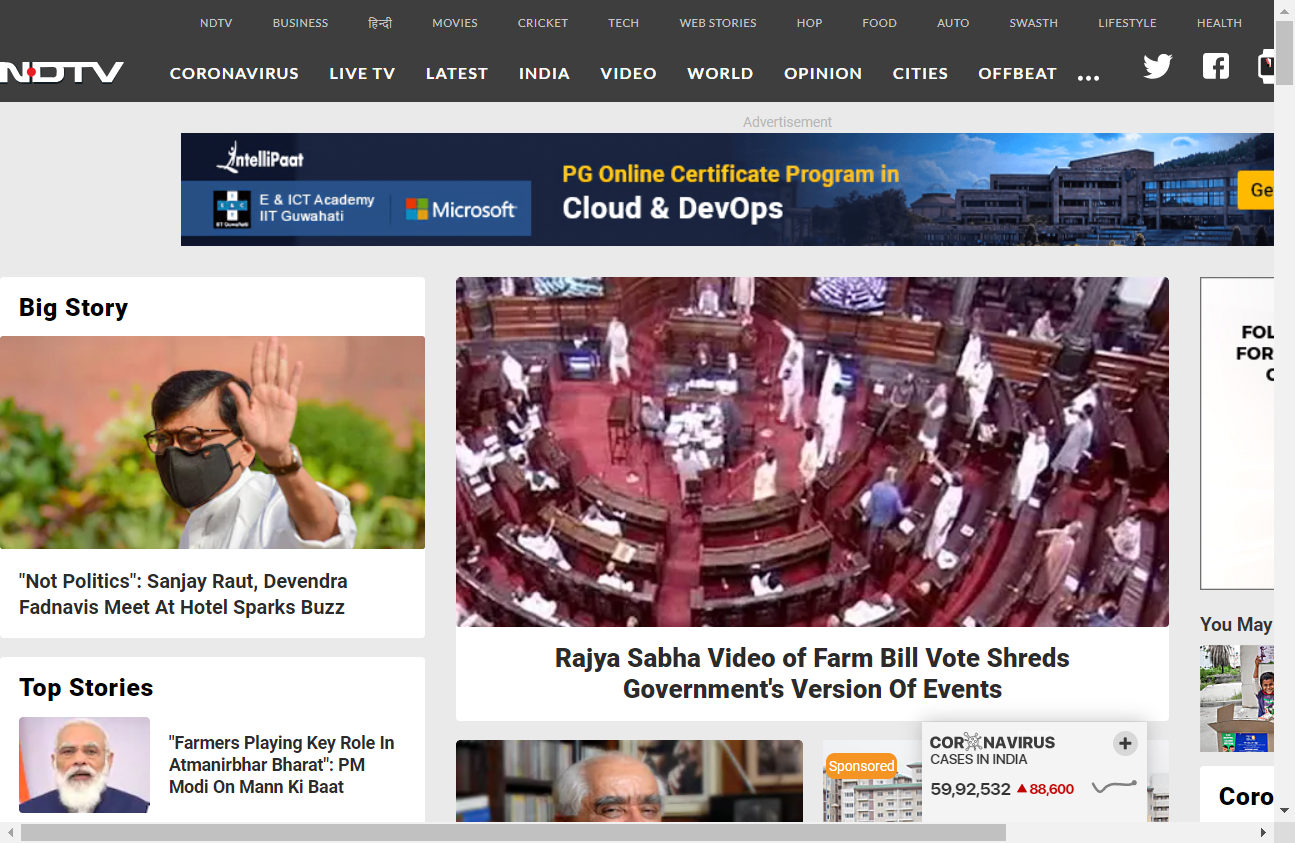 NDTV BUSINESS हिन्दी MOVIES CRICKET TECH WEB STORIES HOP FOOD AUTO SWASTH LIFESTYLE HEALTH
NDTV CORONAVIRUS LIVE TV LATEST INDIA VIDEO WORLD OPINION CITIES OFFBEAT ...
Advertisement
IntelliPaat
E & ICT Academy
IIT Guwahati
Microsoft
PG Online Certificate Program in
Cloud & DevOps
Ge
Big Story
"Not Politics": Sanjay Raut, Devendra
Fadnavis Meet At Hotel Sparks Buzz
Top Stories
"Farmers Playing Key Role In
Atmanirbhar Bharat": PM
Modi On Mann Ki Baat
Rajya Sabha Video of Farm Bill Vote Shreds
Government's Version Of Events
Sponsored
CORONAVIRUS
CASES IN INDIA
59,92,532 88,600
FOL
FOR
C
You May
Coro